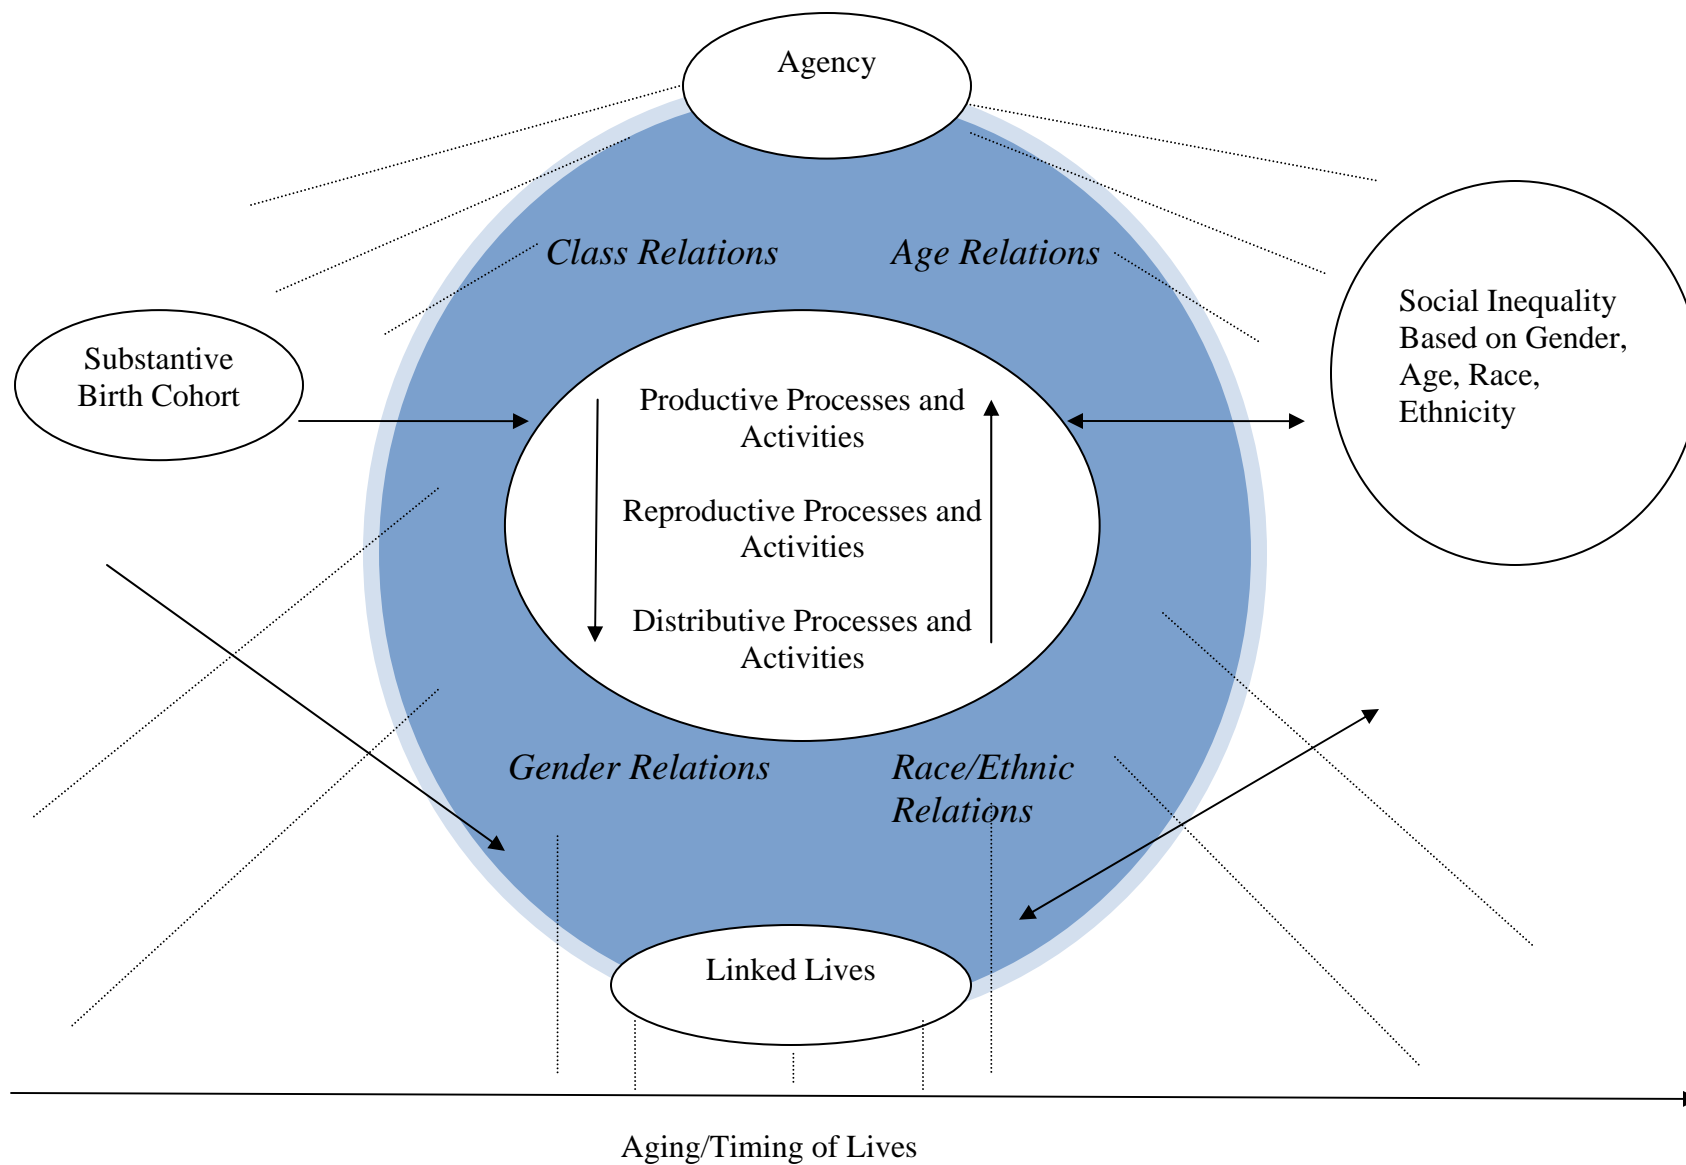 Agency
Class Relations
Age Relations
Substantive
Birth Cohort
Social Inequality
Based on Gender,
Age, Race,
Ethnicity
Productive Processes and
Activities
Reproductive Processes and
Activities
Distributive Processes and
Activities
Gender Relations
Race/Ethnic
Relations
Linked Lives
Aging/Timing of Lives